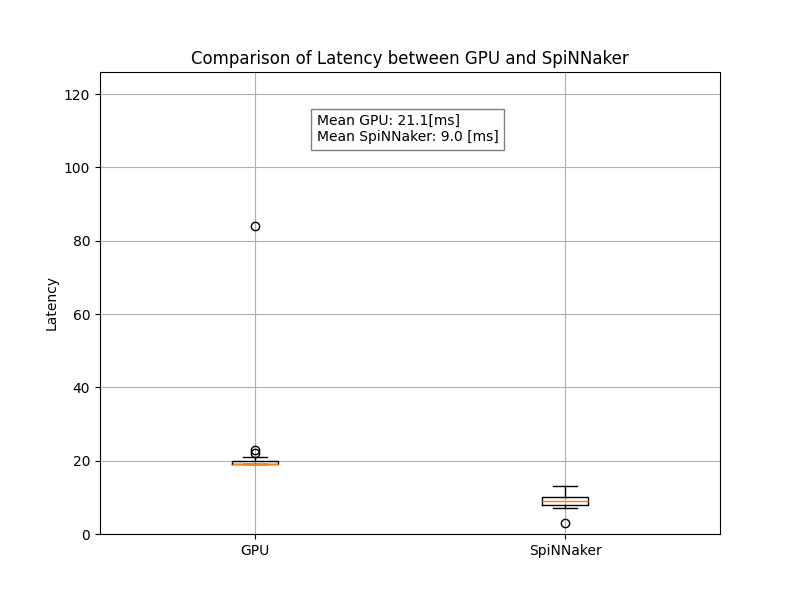 Comparison of Latency between GPU and SpiNNaker
120
Mean GPU: 21.1[ms]
Mean SpiNNaker: 9.0 [ms]
100
80
60
Latency
40
20
0
GPU
SpiNNaker